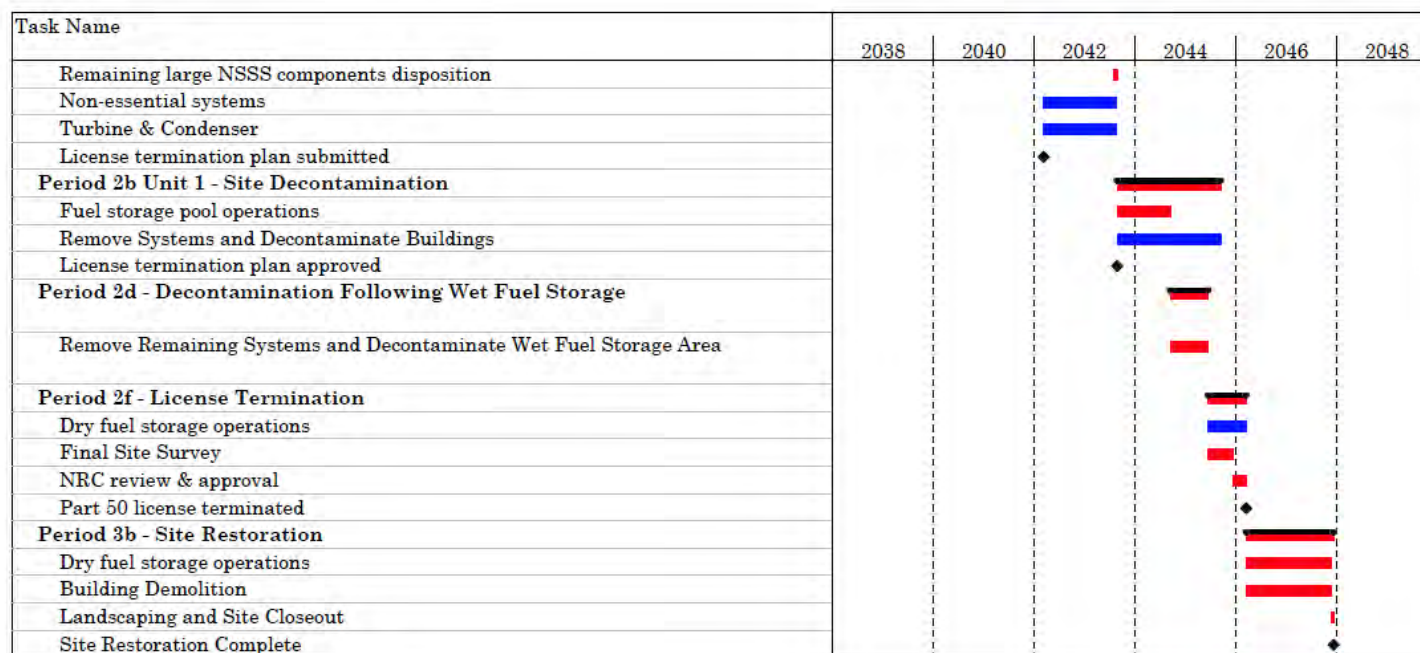 Task Name
2038 2040 2042 2044 2046 2048
Remaining large NSSS components disposition
Non-essential systems
Turbine & Condenser
License termination plan submitted
Period 2b Unit 1 - Site Decontamination
Fuel storage pool operations
Remove Systems and Decontaminate Buildings
License termination plan approved
Period 2d - Decontamination Following Wet Fuel Storage
Remove Remaining Systems and Decontaminate Wet Fuel Storage Area
Period 2f - License Termination
Dry fuel storage operations
Final Site Survey
NRC review & approval
Part 50 license terminated
Period 3b - Site Restoration
Dry fuel storage operations
Building Demolition
Landscaping and Site Closeout
Site Restoration Complete